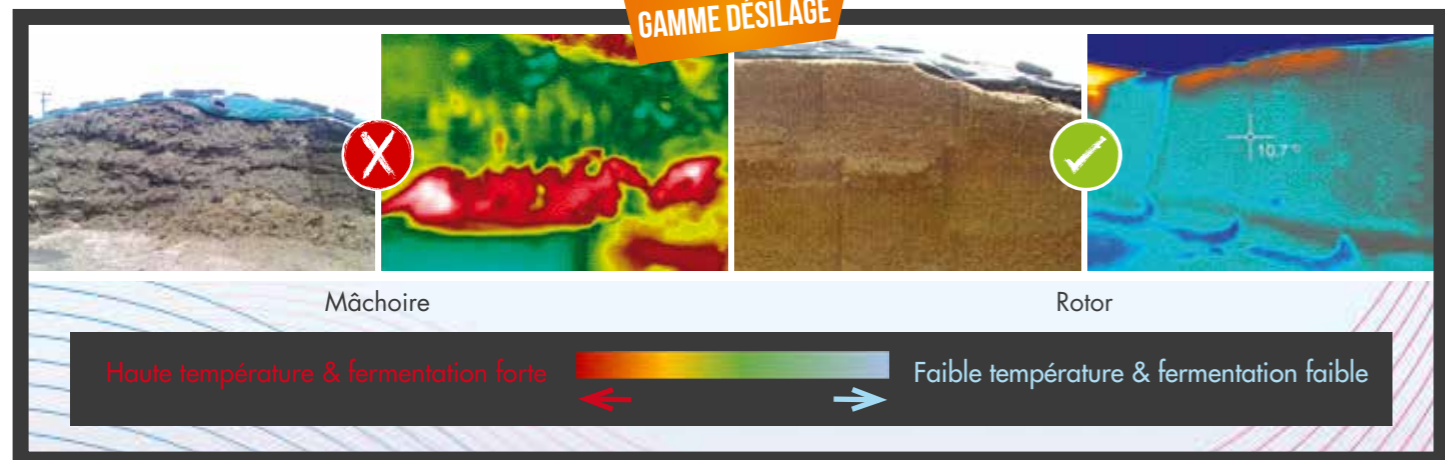 GAMME DÉSILAGE
10.7°
Mâchoire
Rotor
Haute température & fermentation forte
Faible température & fermentation faible